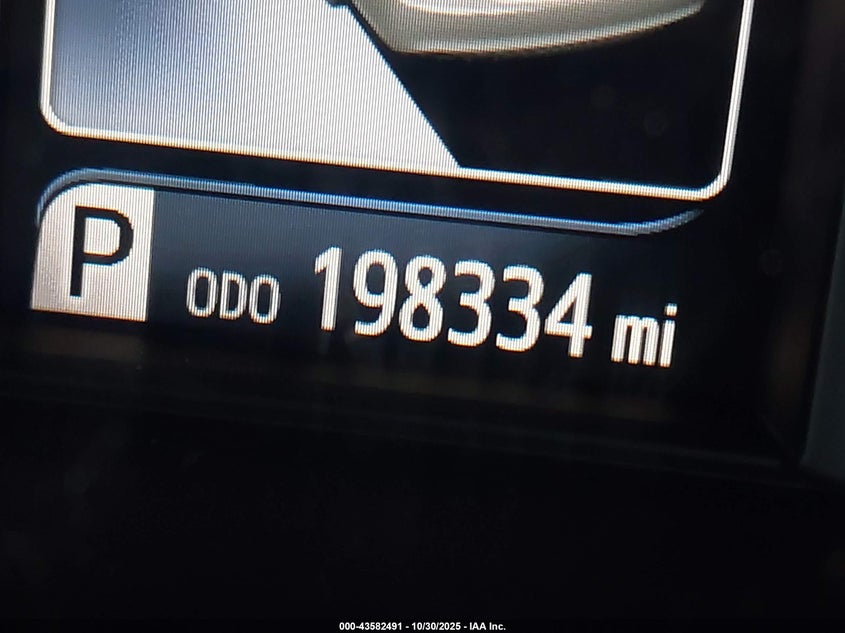 P ODO 198334 mi
000-43582491 - 10/30/2025 - IAA Inc.